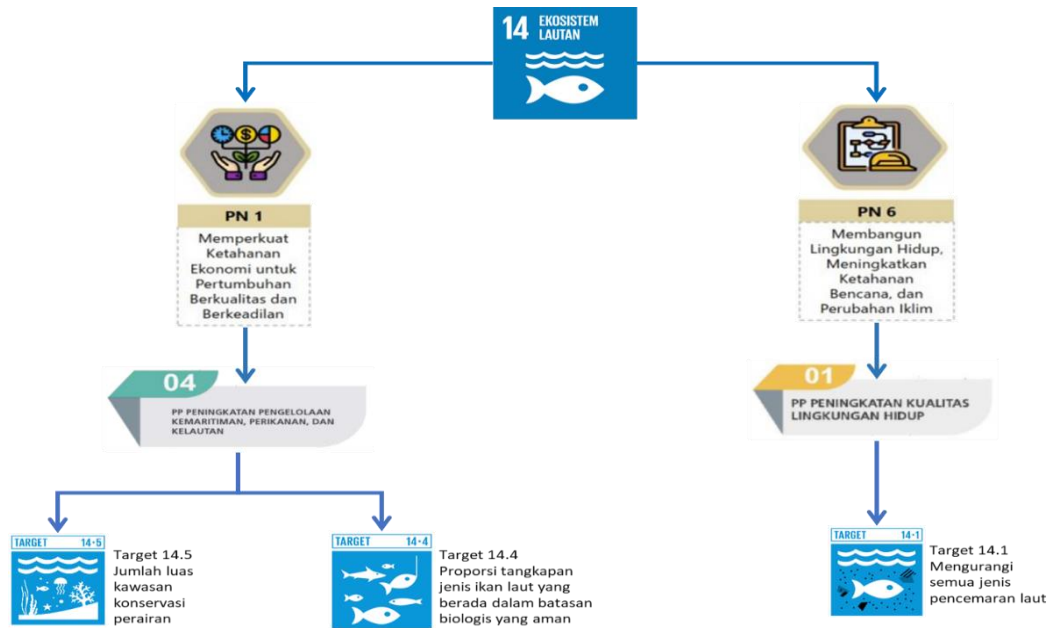 14 EKOSISTEM
LAUTAN
PN 1
Memperkuat
Ketahanan
Ekonomi untuk
Pertumbuhan
Berkualitas dan
Berkeadilan
PN 6
Membangun
Lingkungan Hidup,
Meningkatkan
Ketahanan
Bencana, dan
Perubahan Iklim
04
PP PENINGKATAN PENGELOLAAN
KEMARITIMAN, PERIKANAN, DAN
KELAUTAN
01
PP PENINGKATAN KUALITAS
LINGKUNGAN HIDUP
TARGET 14·5
Target 14.5
Jumlah luas
kawasan
konservasi
perairan
TARGET 14·4
Target 14.4
Proporsi tangkapan
jenis ikan laut yang
berada dalam batasan
biologis yang aman
TARGET 14·1
Target 14.1
Mengurangi
semua jenis
pencemaran laut